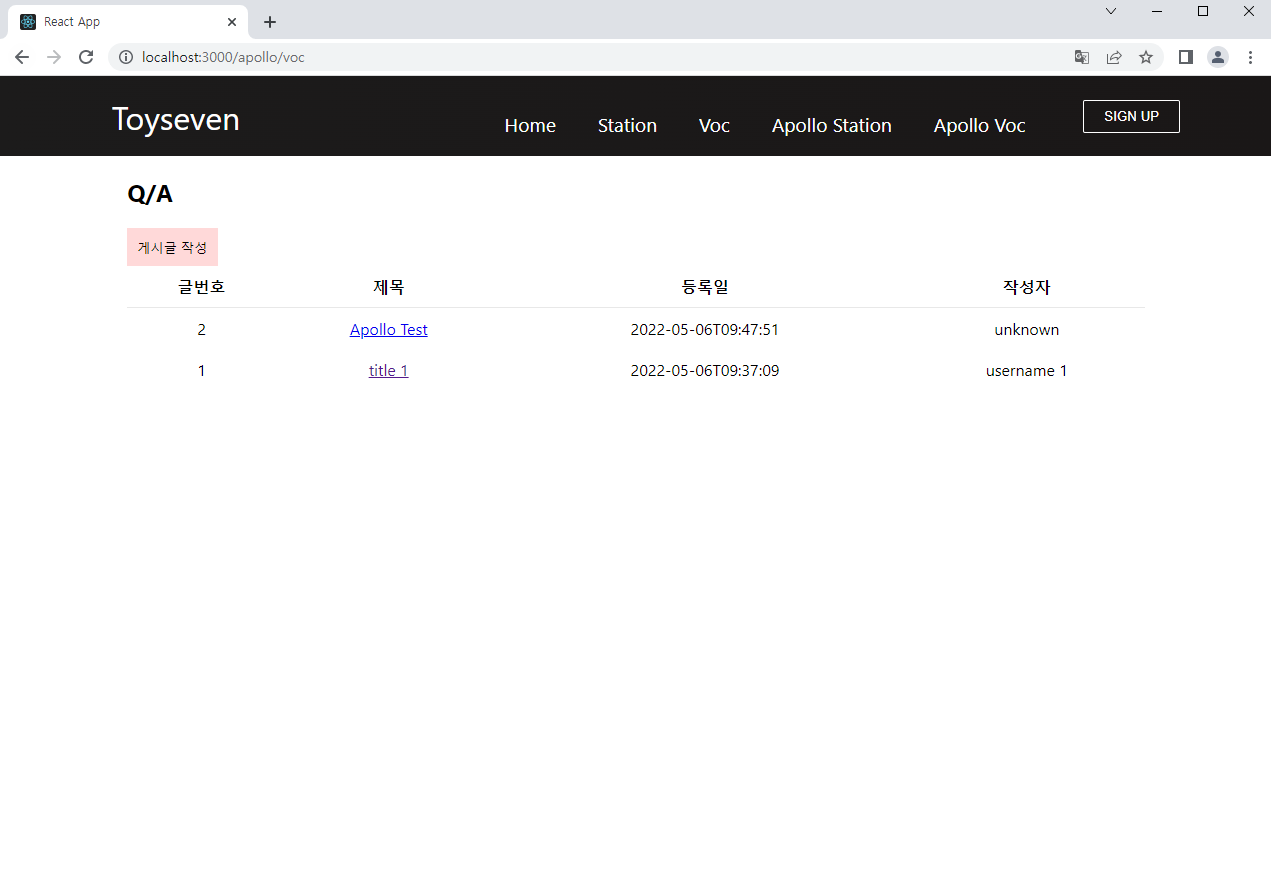 React App
localhost:3000/apollo/voc
Toyseven
Home Station Voc Apollo Station Apollo Voc SIGN UP
Q/A
게시글 작성
글번호 제목 등록일 작성자
2 Apollo Test 2022-05-06T09:47:51 unknown
1 title 1 2022-05-06T09:37:09 username 1